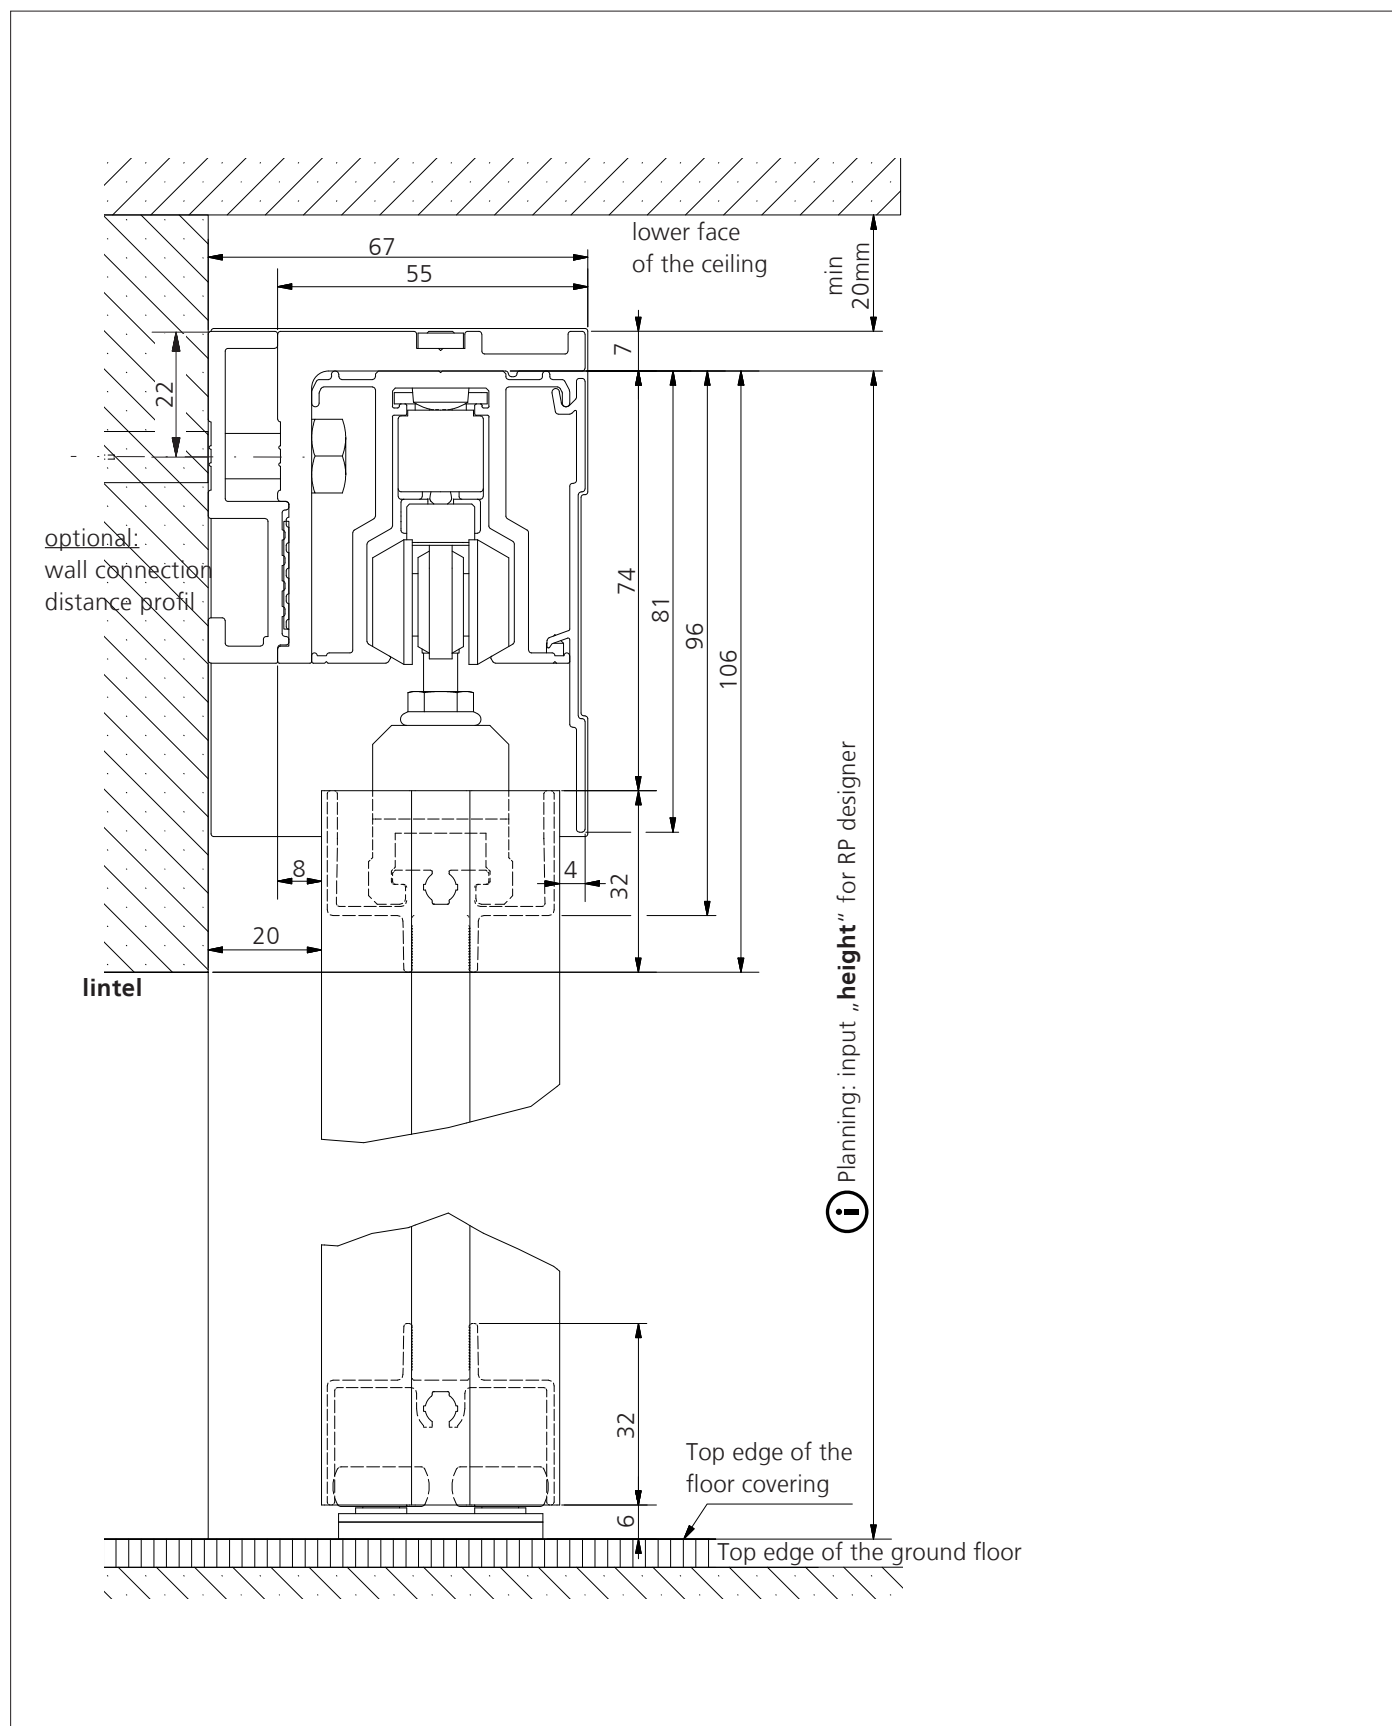 lower face
of the ceiling
67
55
min
20mm
7
22
optional:
wall connection
distance profil
74
81
96
106
8
4
32
20
lintel
Planning: input „height“ for RP designer
32
Top edge of the
floor covering
6
Top edge of the ground floor